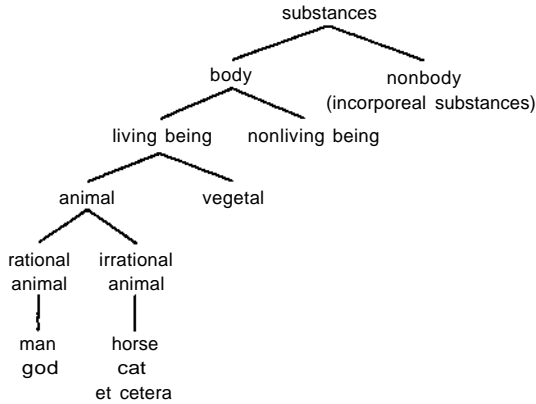 substances
body nonbody
(incorporeal substances)
living being nonliving being
animal vegetal
rational irrational
animal animal
man horse
god cat
et cetera